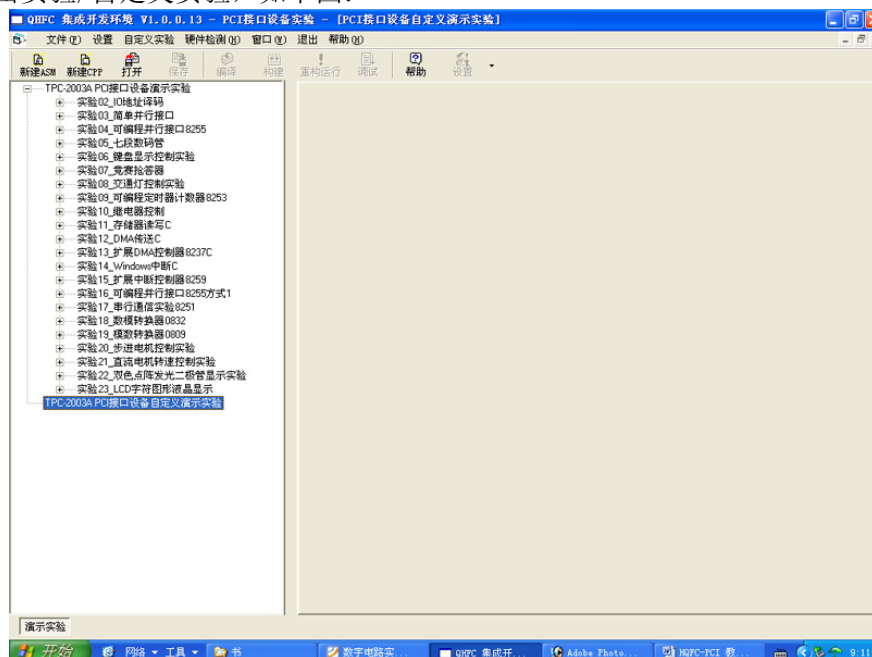 QHFC 集成开发环境 V1.0.0.13 - PCI接口设备实验 - [PCI接口设备自定义演示实验]
文件(F) 设置 自定义实验 硬件检测(H) 窗口(W) 退出 帮助(H)
新建ASM 新建CPP 打开 保存 编译 构建 重构运行 调试 帮助 设置
TPC-2003A PCI接口设备演示实验
实验02_IO地址译码
实验03_简单并行接口
实验04_可编程并行接口8255
实验05_七段数码管
实验06_键盘显示控制实验
实验07_竞赛抢答器
实验08_交通灯控制实验
实验09_可编程定时器计数器8253
实验10_继电器控制
实验11_存储器读写C
实验12_DMA传送C
实验13_扩展DMA控制器8237C
实验14_Windows中断C
实验15_扩展中断控制器8259
实验16_可编程并行接口8255方式1
实验17_串行通信实验8251
实验18_数模转换器0832
实验19_模数转换器0809
实验20_步进电机控制实验
实验21_直流电机转速控制实验
实验22_双色点阵发光二极管显示实验
实验23_LCD字符图形液晶显示
TPC-2003A PCI接口设备自定义演示实验
演示实验
开始 网络 工具 书 数字电路实... QHFC 集成开... Adobe Photo... HQFC-PCI 教... 9:11